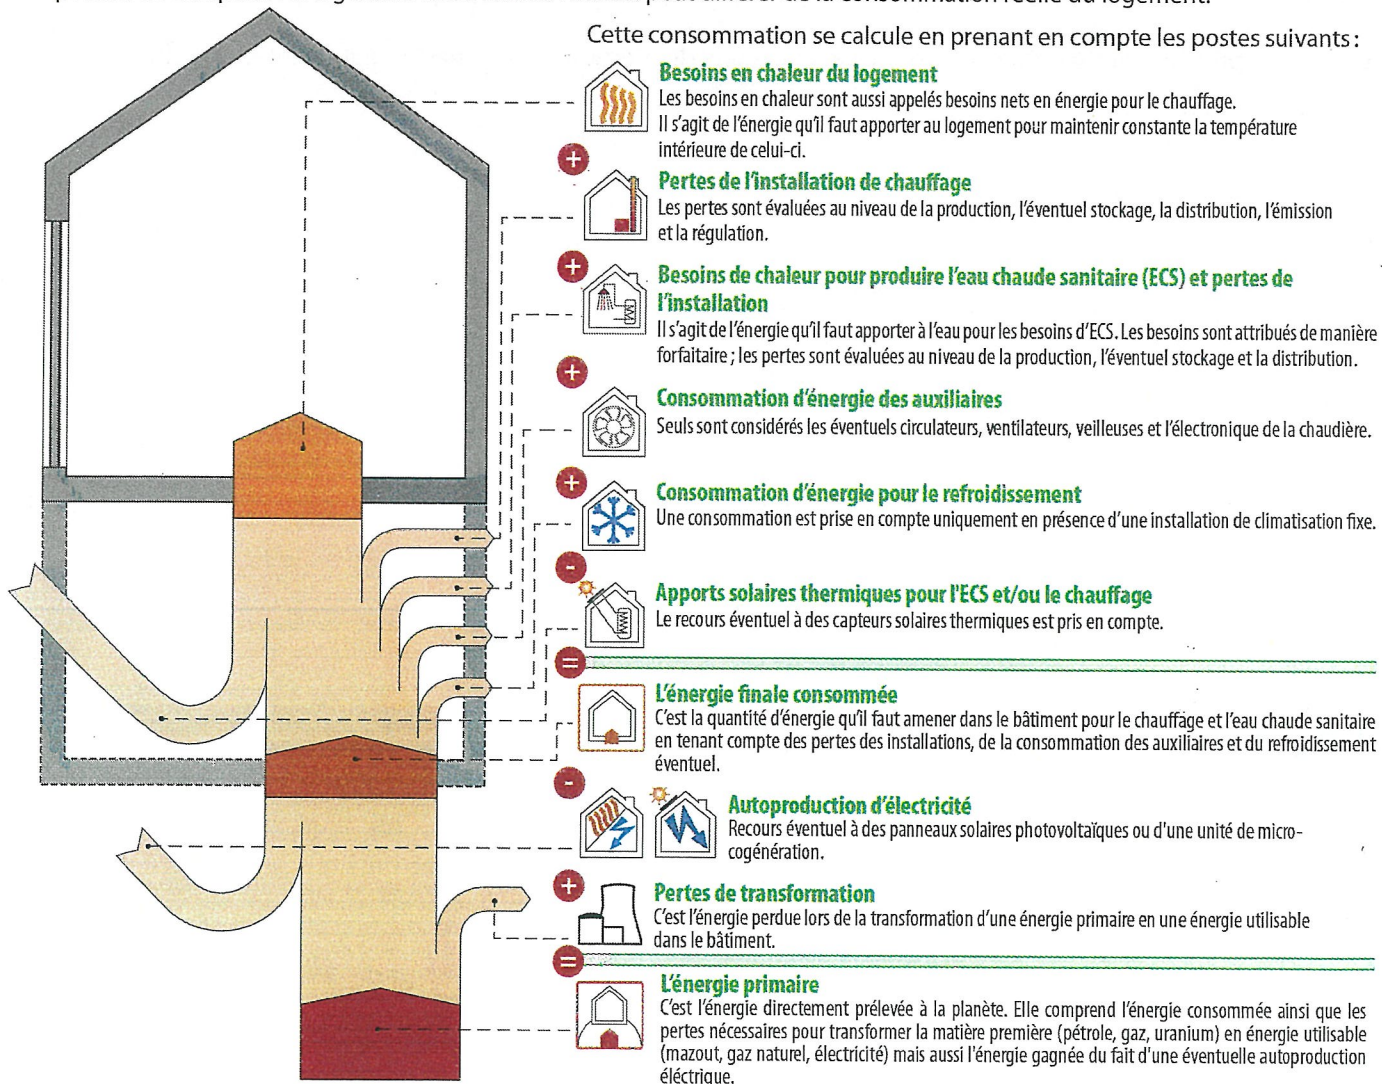 différer de la consommation réelle du logement.
Cette consommation se calcule en prenant en compte les postes suivants :
Besoins en chaleur du logement
Les besoins en chaleur sont aussi appelés besoins nets en énergie pour le chauffage.
Il s'agit de l'énergie qu'il faut apporter au logement pour maintenir constante la température
intérieure de celui-ci.
+
Pertes de l'installation de chauffage
Les pertes sont évaluées au niveau de la production, l'éventuel stockage, la distribution, l'émission
et la régulation.
+
Besoins de chaleur pour produire l'eau chaude sanitaire (ECS) et pertes de
l'installation
Il s'agit de l'énergie qu'il faut apporter à l'eau pour les besoins d'ECS. Les besoins sont attribués de manière
forfaitaire ; les pertes sont évaluées au niveau de la production, l'éventuel stockage et la distribution.
+
Consommation d'énergie des auxiliaires
Seuls sont considérés les éventuels circulateurs, ventilateurs, veilleuses et l'électronique de la chaudière.
+
Consommation d'énergie pour le refroidissement
Une consommation est prise en compte uniquement en présence d'une installation de climatisation fixe.
-
Apports solaires thermiques pour l'ECS et/ou le chauffage
Le recours éventuel à des capteurs solaires thermiques est pris en compte.
=
L'énergie finale consommée
C'est la quantité d'énergie qu'il faut amener dans le bâtiment pour le chauffage et l'eau chaude sanitaire
en tenant compte des pertes des installations, de la consommation des auxiliaires et du refroidissement
éventuel.
-
Autoproduction d'électricité
Recours éventuel à des panneaux solaires photovoltaïques ou d'une unité de micro-
cogénération.
+
Pertes de transformation
C'est l'énergie perdue lors de la transformation d'une énergie primaire en une énergie utilisable
dans le bâtiment.
=
L'énergie primaire
C'est l'énergie directement prélevée à la planète. Elle comprend l'énergie consommée ainsi que les
pertes nécessaires pour transformer la matière première (pétrole, gaz, uranium) en énergie utilisable
(mazout, gaz naturel, électricité) mais aussi l'énergie gagnée du fait d'une éventuelle autoproduction
éléctrique.